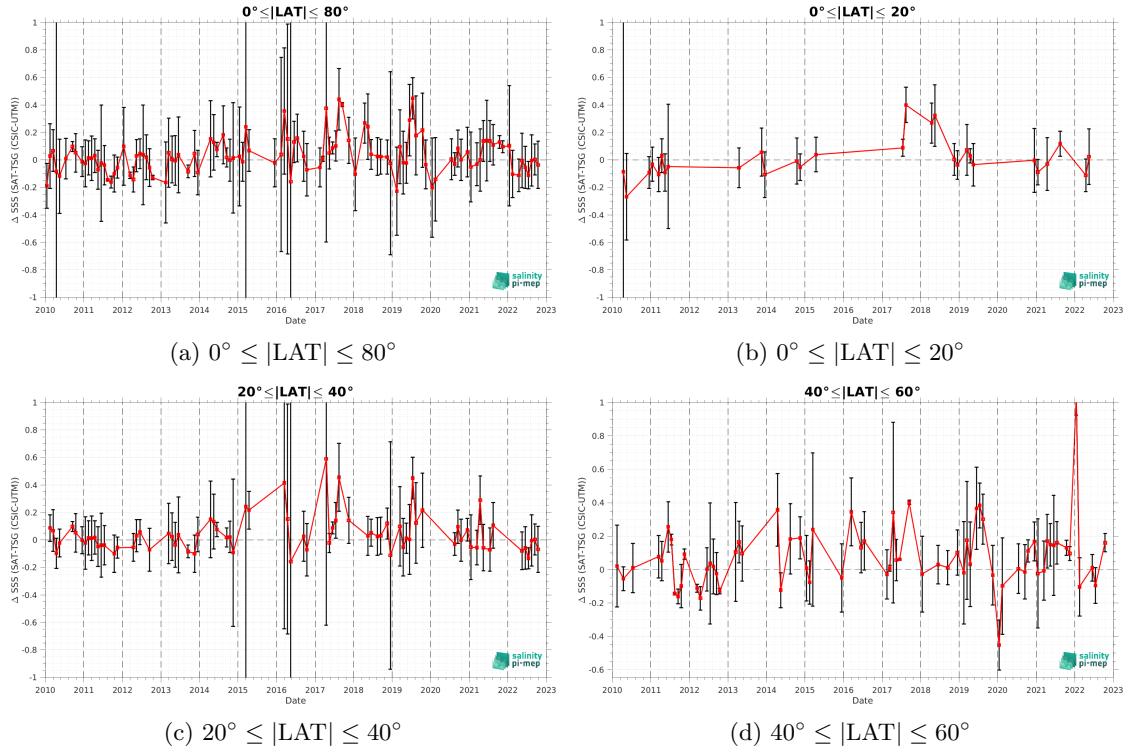 0°≤|LAT|≤ 80°
Δ SSS (SAT-TSG (CSIC-UTM))
1
0.8
0.6
0.4
0.2
0
-0.2
-0.4
-0.6
-0.8
-1
2010 2011 2012 2013 2014 2015 2016 2017 2018 2019 2020 2021 2022 2023
Date
salinity
pi-mep
(a) 0° ≤ |LAT| ≤ 80°
0°≤|LAT|≤ 20°
Δ SSS (SAT-TSG (CSIC-UTM))
1
0.8
0.6
0.4
0.2
0
-0.2
-0.4
-0.6
-0.8
-1
2010 2011 2012 2013 2014 2015 2016 2017 2018 2019 2020 2021 2022 2023
Date
salinity
pi-mep
(b) 0° ≤ |LAT| ≤ 20°
20°≤|LAT|≤ 40°
Δ SSS (SAT-TSG (CSIC-UTM))
1
0.8
0.6
0.4
0.2
0
-0.2
-0.4
-0.6
-0.8
-1
2010 2011 2012 2013 2014 2015 2016 2017 2018 2019 2020 2021 2022 2023
Date
salinity
pi-mep
(c) 20° ≤ |LAT| ≤ 40°
40°≤|LAT|≤ 60°
Δ SSS (SAT-TSG (CSIC-UTM))
1
0.8
0.6
0.4
0.2
0
-0.2
-0.4
-0.6
2010 2011 2012 2013 2014 2015 2016 2017 2018 2019 2020 2021 2022 2023
Date
salinity
pi-mep
(d) 40° ≤ |LAT| ≤ 60°